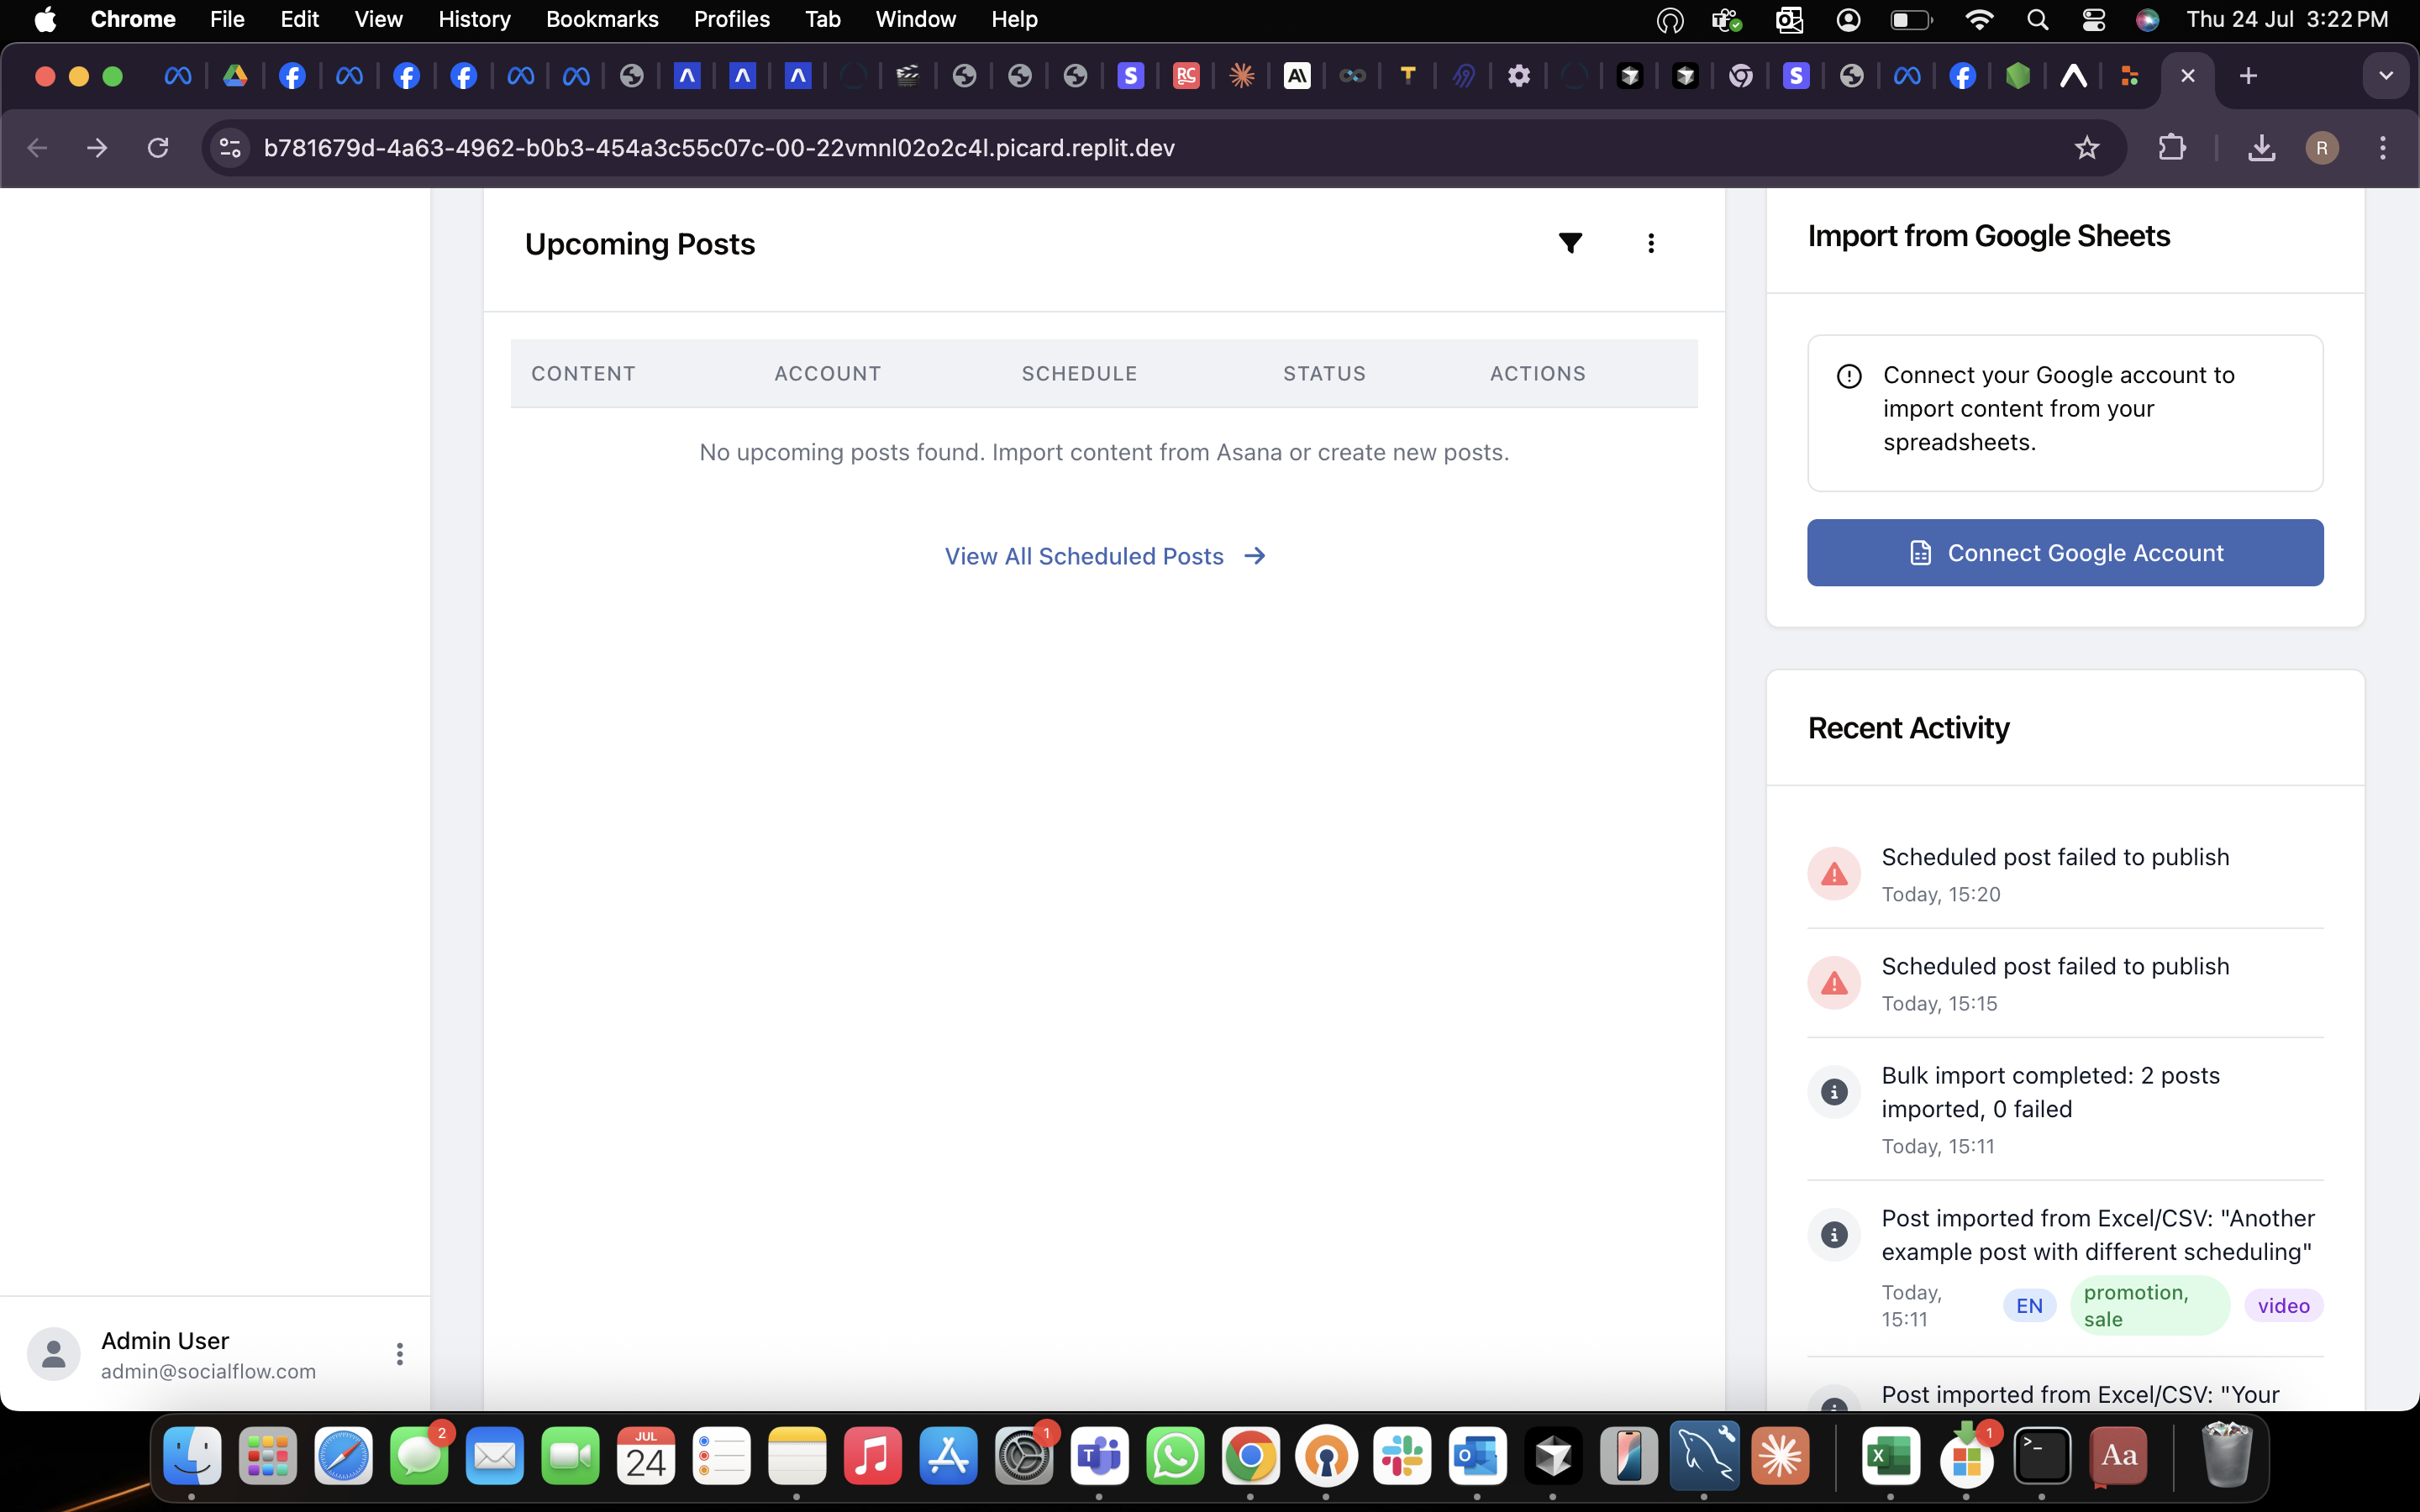 Chrome File Edit View History Bookmarks Profiles Tab Window Help Thu 24 Jul 3:22 PM
b781679d-4a63-4962-b0b3-454a3c55c07c-00-22vmnl02o2c4l.picard.replit.dev
R
Upcoming Posts
CONTENT ACCOUNT SCHEDULE STATUS ACTIONS
No upcoming posts found. Import content from Asana or create new posts.
View All Scheduled Posts
Import from Google Sheets
Connect your Google account to
import content from your
spreadsheets.
Connect Google Account
Recent Activity
Scheduled post failed to publish
Today, 15:20
Scheduled post failed to publish
Today, 15:15
Bulk import completed: 2 posts
imported, 0 failed
Today, 15:11
Post imported from Excel/CSV: "Another
example post with different scheduling"
Today,
15:11
EN
promotion,
sale
video
Post imported from Excel/CSV: "Your
Admin User
admin@socialflow.com
2
JUL
24
1
1
Aa